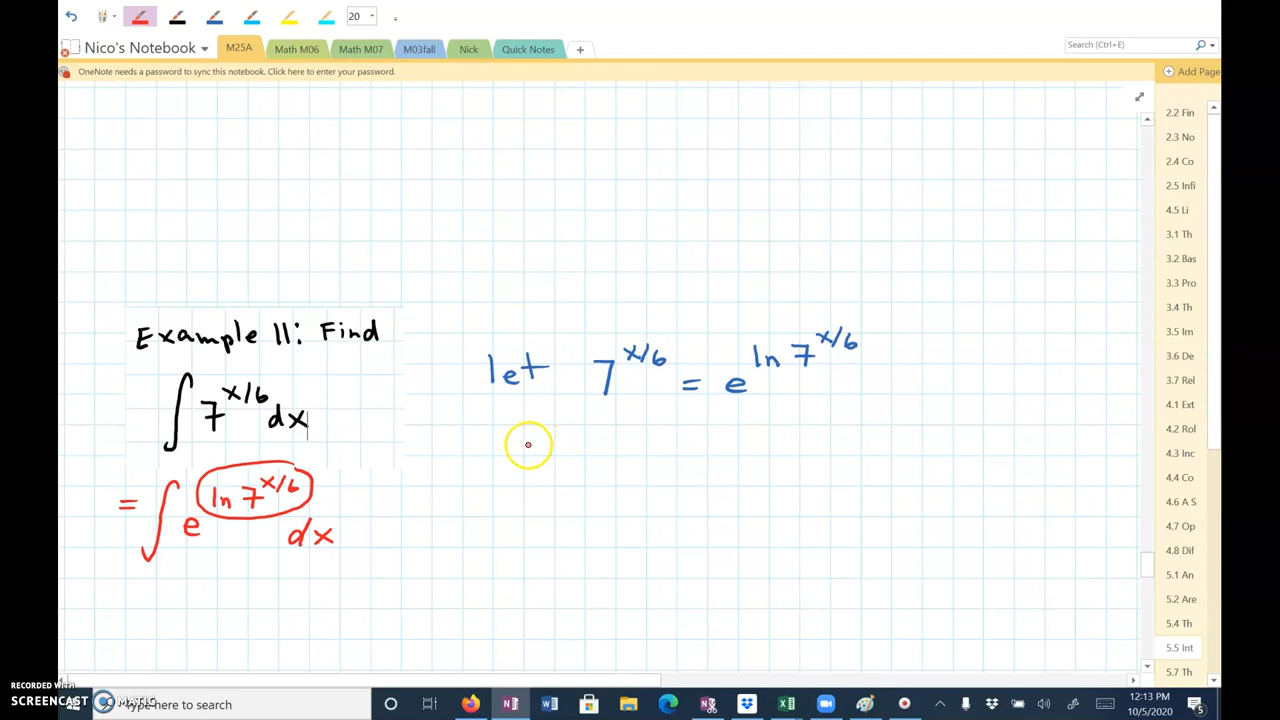 20
Nico's Notebook
M25A
Math M06
Math M07
M03fall
Nick
Quick Notes
Search (Ctrl+E)
OneNote needs a password to sync this notebook. Click here to enter your password.
Add Page
2.2 Fin
2.3 No
2.4 Co
2.5 Infi
4.5 Li
3.1 Th
3.2 Bas
3.3 Pro
3.4 Th
3.5 Im
3.6 De
3.7 Rel
4.1 Ext
4.2 Rol
4.3 Inc
4.4 Co
4.6 A S
4.7 Op
4.8 Dif
5.1 An
5.2 Are
5.4 Th
5.5 Int
5.7 Th
Example 11: Find
∫ 7^{x/6} dx
= ∫ e^{ln 7^{x/6}} dx
let 7^{x/6} = e^{ln 7^{x/6}}
RECORDED WITH
SCREENCAST MATIC
Type here to search
12:13 PM
10/5/2020
5